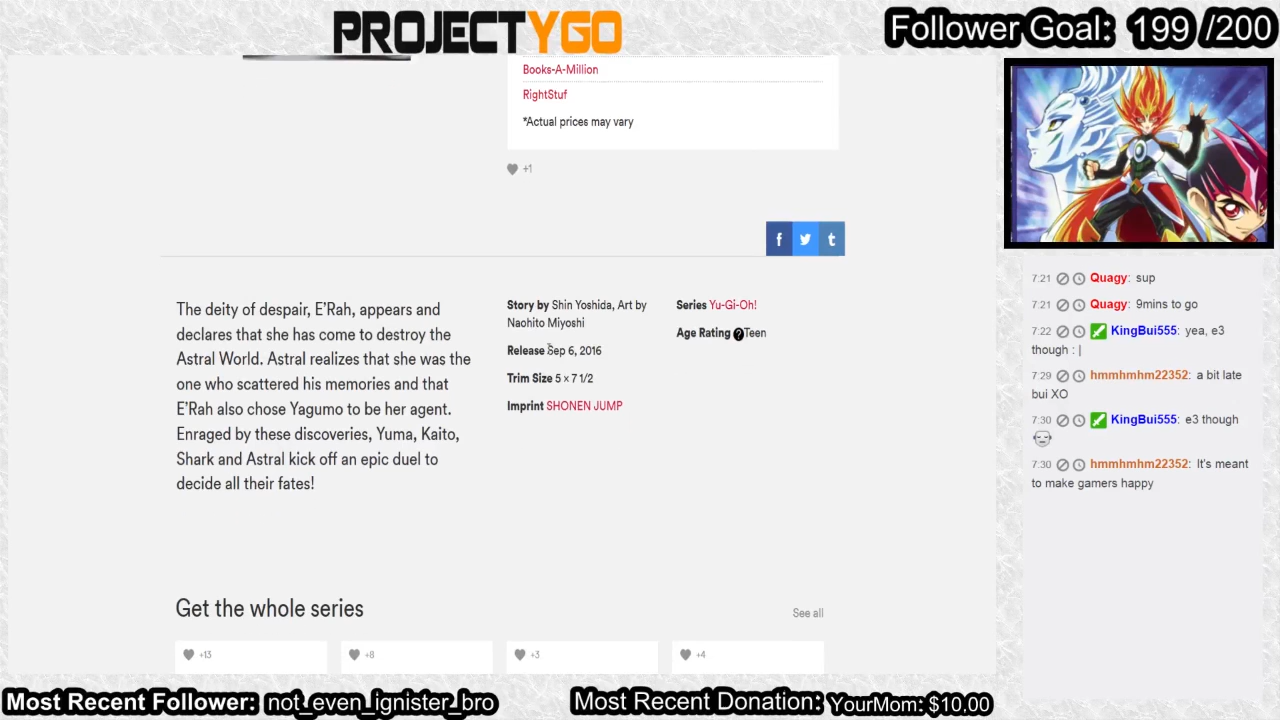 PROJECTYGO
Follower Goal: 199 /200
Books-A-Million
RightStuf
*Actual prices may vary
+1
f t
The deity of despair, E’Rah, appears and
declares that she has come to destroy the
Astral World. Astral realizes that she was the
one who scattered his memories and that
E’Rah also chose Yagumo to be her agent.
Enraged by these discoveries, Yuma, Kaito,
Shark and Astral kick off an epic duel to
decide all their fates!
Story by Shin Yoshida, Art by
Naohito Miyoshi
Release Sep 6, 2016
Trim Size 5 × 7 1/2
Imprint SHONEN JUMP
Series Yu-Gi-Oh!
Age Rating ? Teen
Get the whole series
See all
+13
+8
+3
+4
7:21 Quagy: sup
7:21 Quagy: 9mins to go
7:22 KingBui555: yea, e3
though : |
7:29 hmmhmhm22352: a bit late
bui XO
7:30 KingBui555: e3 though
7:30 hmmhmhm22352: It's meant
to make gamers happy
Most Recent Follower: not_even_ignister_bro
Most Recent Donation: YourMom: $10.00